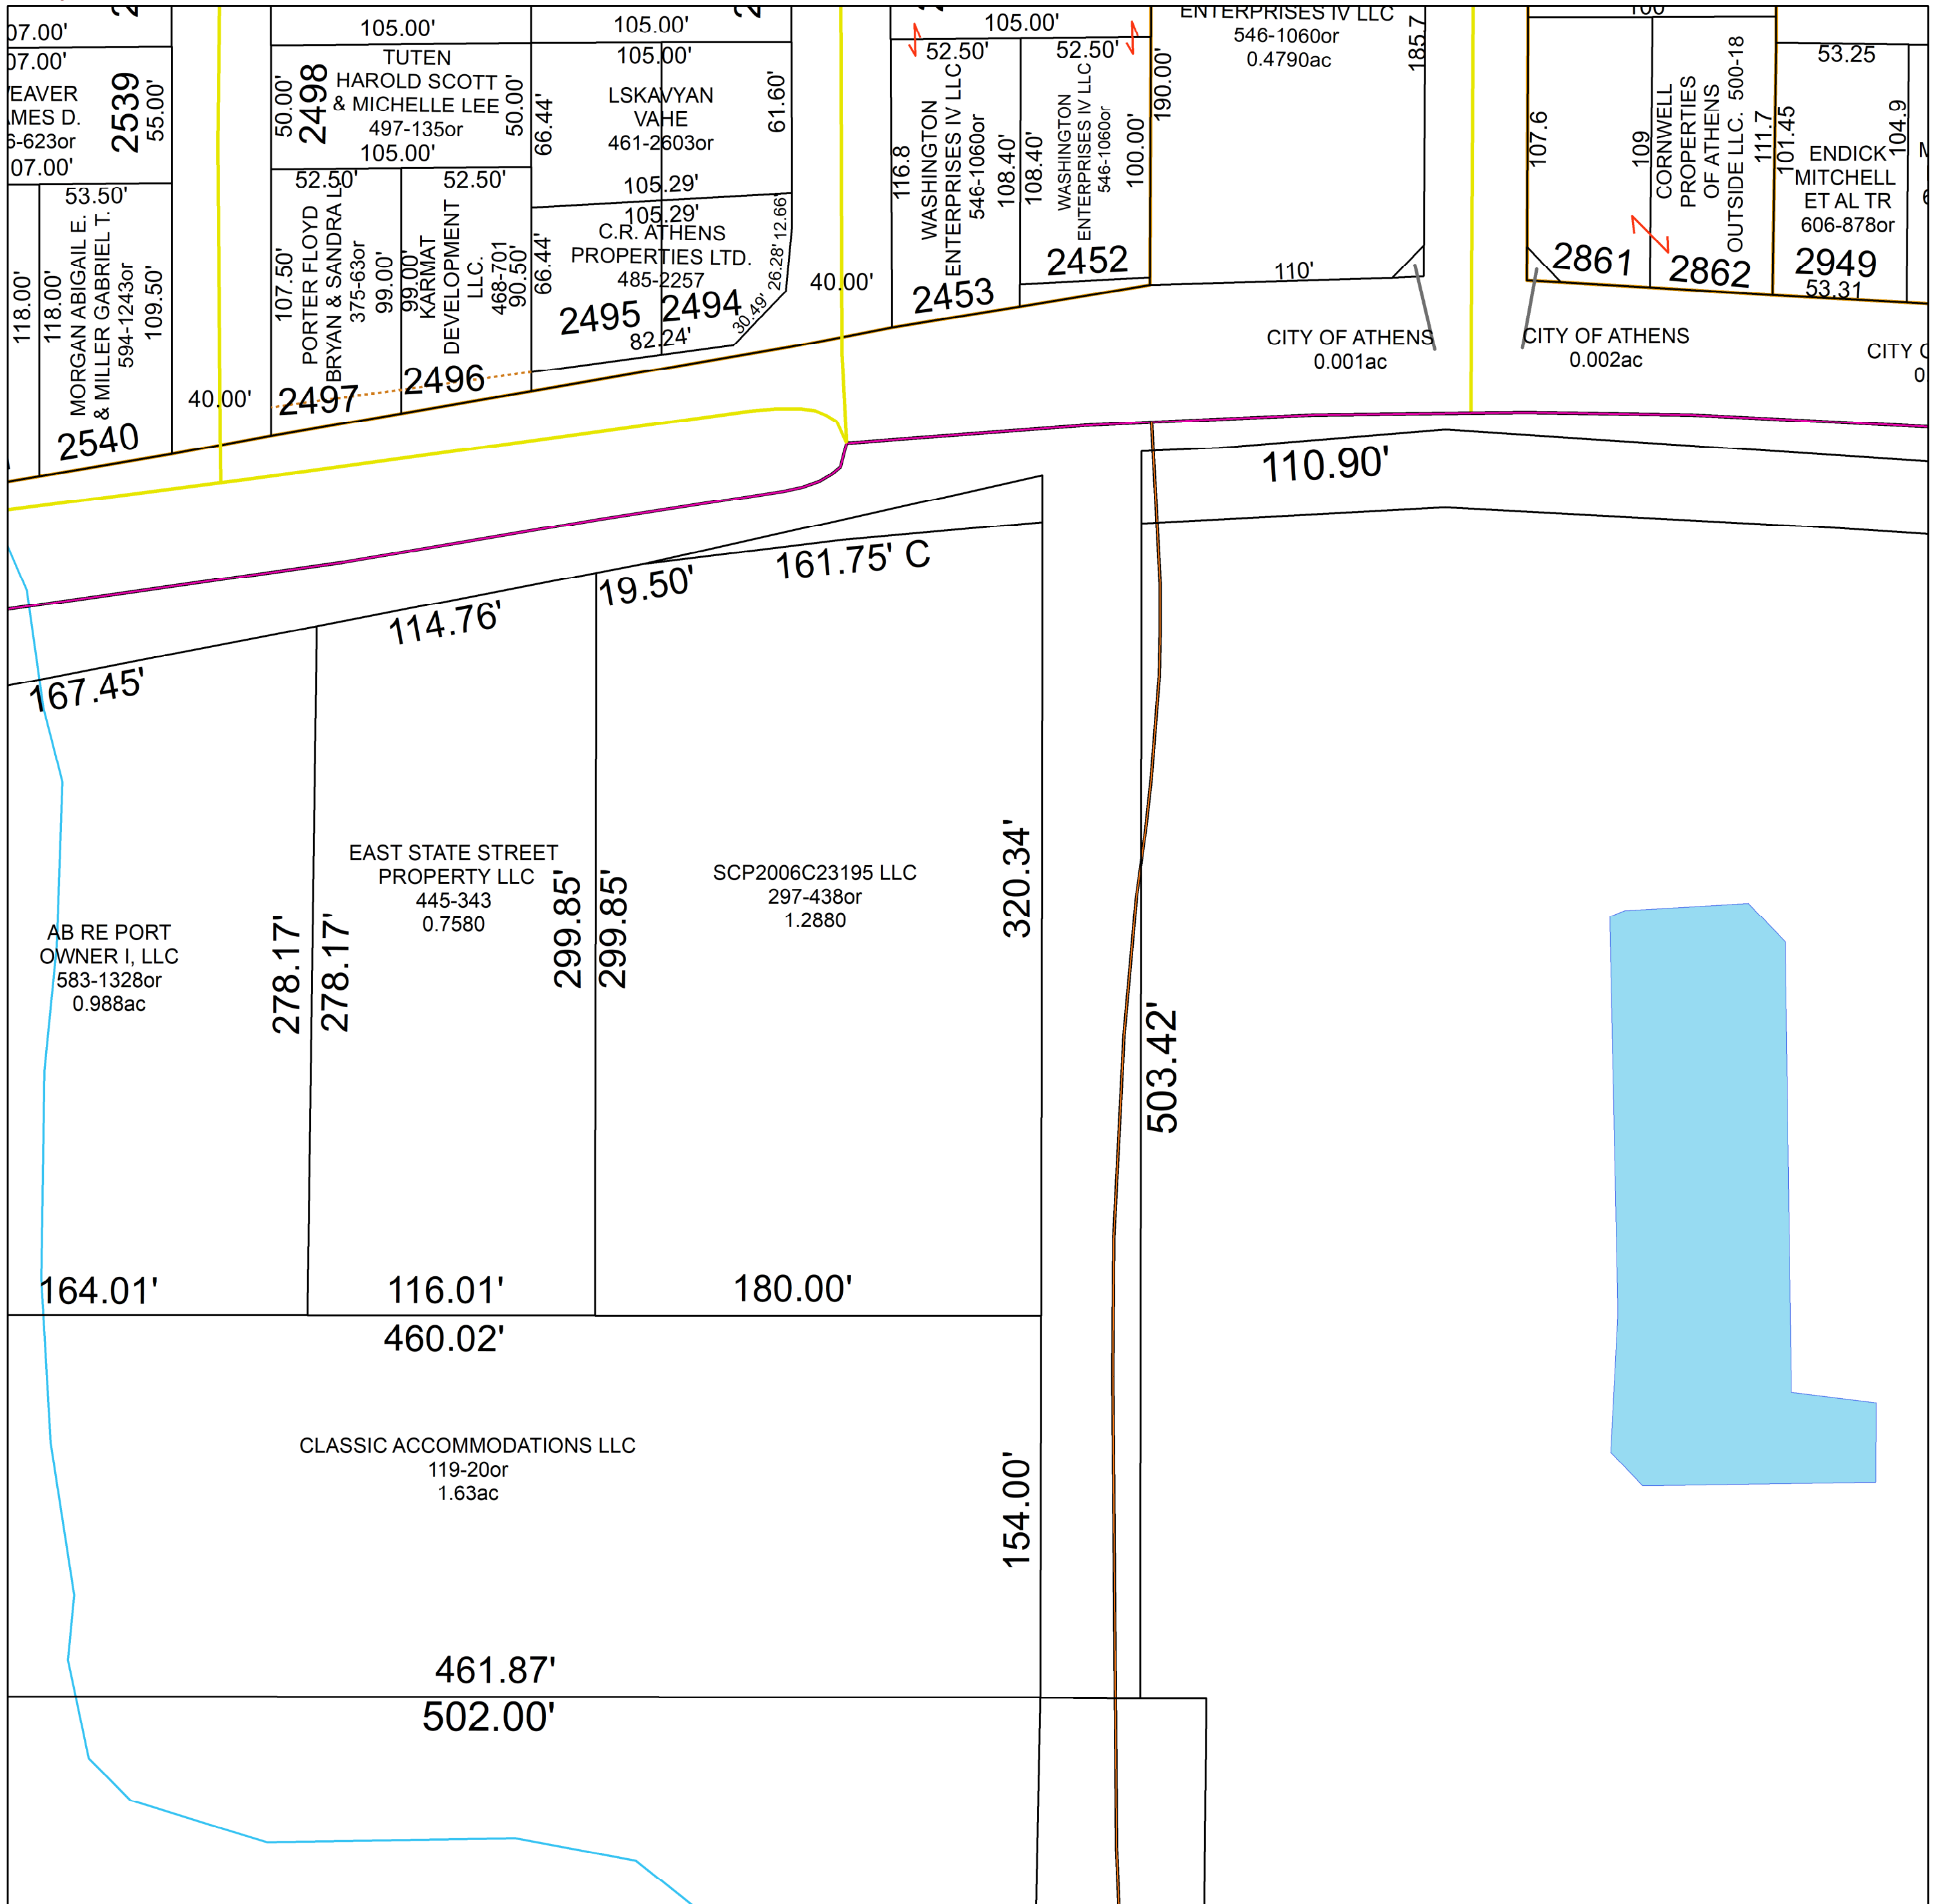 07.00'
105.00'
105.00'
105.00'
ENTERPRISES IV LLC
546-1060or
0.4790ac
185.7
07.00'
EAVER
AMES D.
6-623or
07.00'
2539
55.00'
50.00'
2498
TUTEN
HAROLD SCOTT
& MICHELLE LEE
497-135or
105.00'
50.00'
66.44'
105.00'
LSKAVYAN
VAHE
461-2603or
105.29'
61.60'
52.50'
116.8
WASHINGTON
ENTERPRISES IV LLC
546-1060or
108.40'
2453
52.50'
108.40'
WASHINGTON
ENTERPRISES IV LLC
546-1060or
100.00'
2452
190.00'
110'
107.6
109
CORNWELL
PROPERTIES
OF ATHENS
OUTSIDE LLC. 500-18
111.7
2861
2862
53.25
101.45
104.9
ENDICK
MITCHELL
ET AL TR
606-878or
2949
53.31
118.00'
53.50'
118.00'
MORGAN ABIGAIL E.
& MILLER GABRIEL T.
594-1243or
109.50'
2540
40.00'
52.50'
107.50'
PORTER FLOYD
BRYAN & SANDRA L
375-63or
99.00'
2497
52.50'
99.00'
KARMAT
DEVELOPMENT
LLC.
468-701
90.50'
2496
105.29'
66.44'
C.R. ATHENS
PROPERTIES LTD.
485-2257
2495
2494
82.24'
30.49'
26.28'
12.66'
40.00'
CITY OF ATHENS
0.001ac
CITY OF ATHENS
0.002ac
CITY
0
110.90'
161.75' C
19.50'
114.76'
167.45'
EAST STATE STREET
PROPERTY LLC
445-343
0.7580
SCP2006C23195 LLC
297-438or
1.2880
AB RE PORT
OWNER I, LLC
583-1328or
0.988ac
278.17'
278.17'
299.85'
299.85'
320.34'
503.42'
164.01'
116.01'
180.00'
460.02'
CLASSIC ACCOMMODATIONS LLC
119-20or
1.63ac
154.00'
461.87'
502.00'